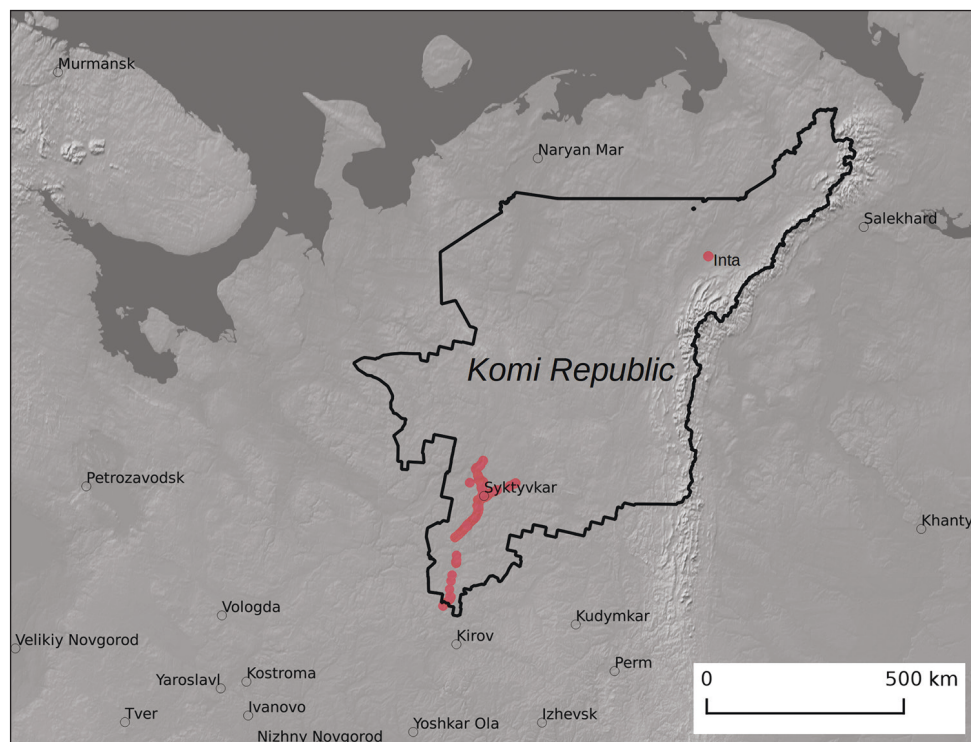 Murmansk
Naryan Mar
Salekhard
Inta
Komi Republic
Petrozavodsk
Syktyvkar
Khanty
Vologda
Kudymkar
Velikiy Novgorod
Kirov
Perm
Yaroslavl
Kostroma
0 500 km
Tver
Ivanovo
Yoshkar Ola
Izhevsk
Nizhny Novgorod